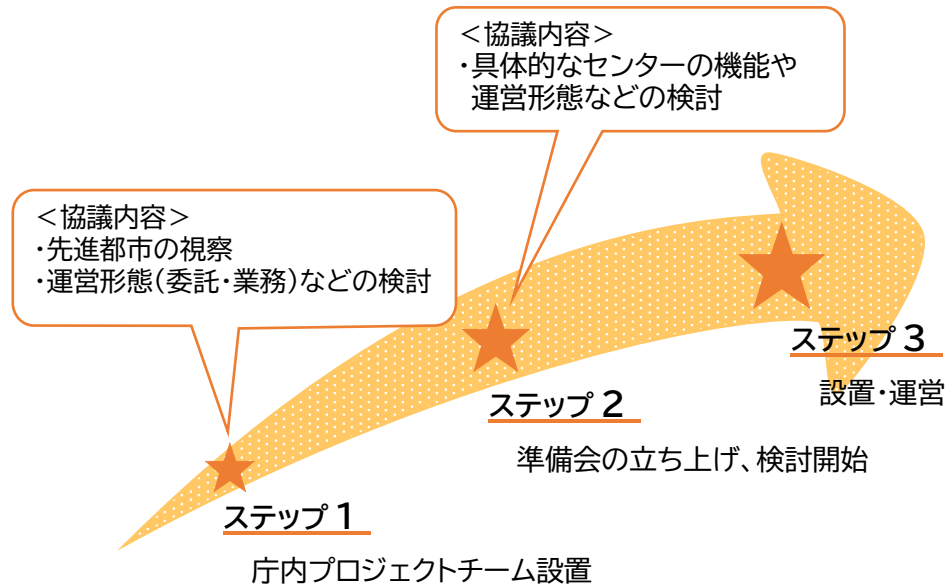 <協議内容>
・具体的なセンターの機能や
運営形態などの検討
<協議内容>
・先進都市の視察
・運営形態(委託・業務)などの検討
ステップ3
設置・運営
ステップ2
準備会の立ち上げ、検討開始
ステップ1
庁内プロジェクトチーム設置